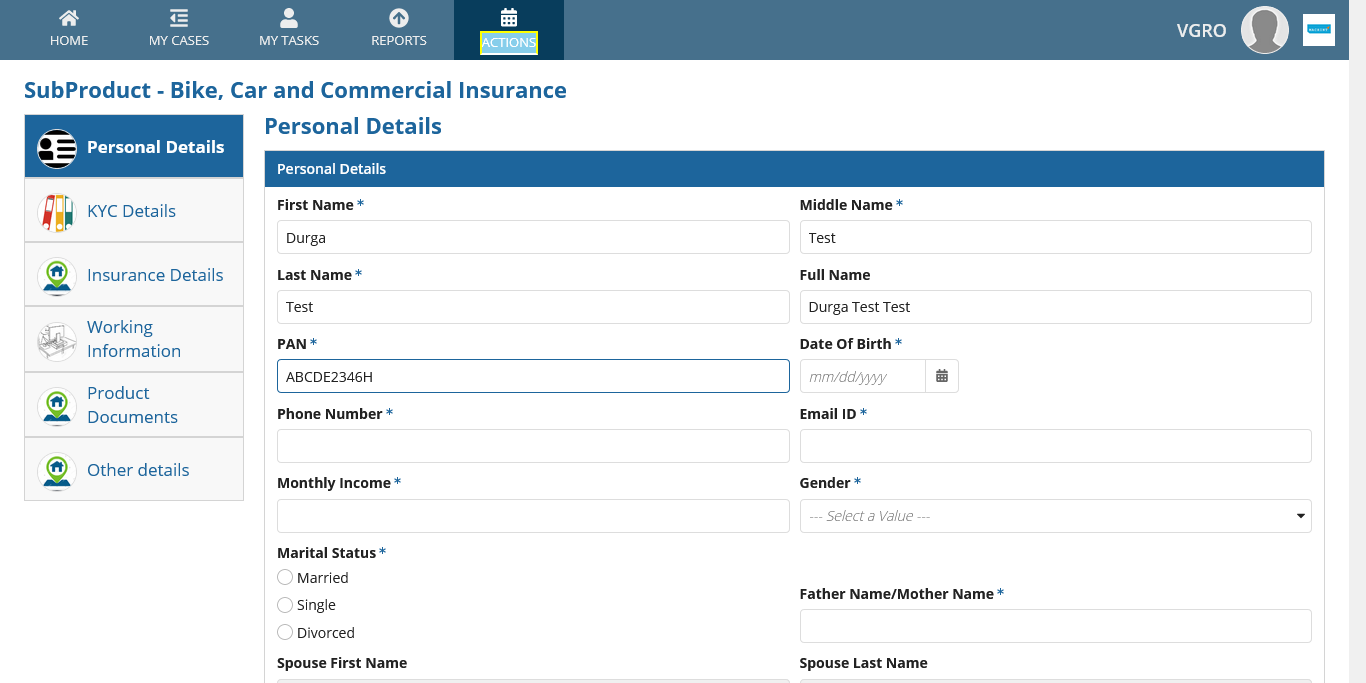 HOME
MY CASES
MY TASKS
REPORTS
ACTIONS
VGRO
SubProduct - Bike, Car and Commercial Insurance
Personal Details
KYC Details
Insurance Details
Working
Information
Product
Documents
Other details
Personal Details
Personal Details
First Name *
Durga
Middle Name *
Test
Last Name *
Test
Full Name
Durga Test Test
PAN *
ABCDE2346H
Date Of Birth *
mm/dd/yyyy
Phone Number *
Email ID *
Monthly Income *
Gender *
--- Select a Value ---
Marital Status *
Married
Single
Divorced
Father Name/Mother Name *
Spouse First Name
Spouse Last Name